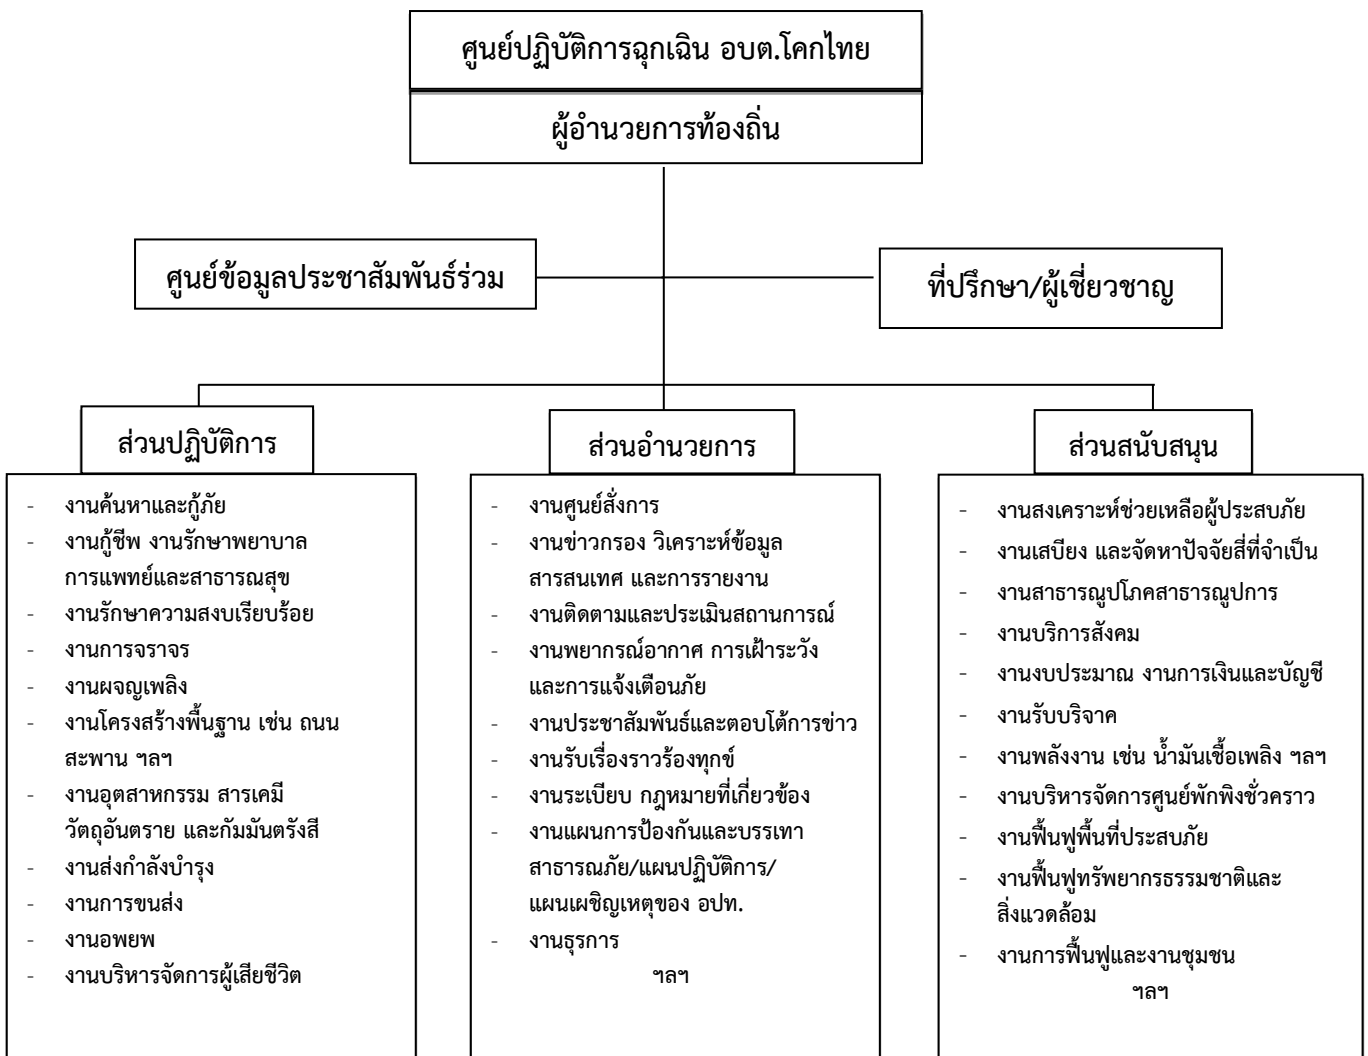 ศูนย์ปฏิบัติการฉุกเฉิน อบต.โคกไทย
ผู้อำนวยการท้องถิ่น
ศูนย์ข้อมูลประชาสัมพันธ์ร่วม
ที่ปรึกษา/ผู้เชี่ยวชาญ
ส่วนปฏิบัติการ
- งานค้นหาและกู้ภัย
- งานกู้ชีพ งานรักษาพยาบาล
การแพทย์และสาธารณสุข
- งานรักษาความสงบเรียบร้อย
- งานการจราจร
- งานผจญเพลิง
- งานโครงสร้างพื้นฐาน เช่น ถนน
สะพาน ฯลฯ
- งานอุตสาหกรรม สารเคมี
วัตถุอันตราย และกัมมันตรังสี
- งานส่งกำลังบำรุง
- งานการขนส่ง
- งานอพยพ
- งานบริหารจัดการผู้เสียชีวิต
ส่วนอำนวยการ
- งานศูนย์สั่งการ
- งานข่าวกรอง วิเคราะห์ข้อมูล
สารสนเทศ และการรายงาน
- งานติดตามและประเมินสถานการณ์
- งานพยากรณ์อากาศ การเฝ้าระวัง
และการแจ้งเตือนภัย
- งานประชาสัมพันธ์และตอบโต้การข่าว
- งานรับเรื่องราวร้องทุกข์
- งานระเบียบ กฎหมายที่เกี่ยวข้อง
- งานแผนการป้องกันและบรรเทา
สาธารณภัย/แผนปฏิบัติการ/
แผนเผชิญเหตุของ อปท.
- งานธุรการ
ฯลฯ
ส่วนสนับสนุน
- งานสงเคราะห์ช่วยเหลือผู้ประสบภัย
- งานเสบียง และจัดหาปัจจัยสี่ที่จำเป็น
- งานสาธารณูปโภคสาธารณูปการ
- งานบริการสังคม
- งานงบประมาณ งานการเงินและบัญชี
- งานรับบริจาค
- งานพลังงาน เช่น น้ำมันเชื้อเพลิง ฯลฯ
- งานบริหารจัดการศูนย์พักพิงชั่วคราว
- งานฟื้นฟูพื้นที่ประสบภัย
- งานฟื้นฟูทรัพยากรธรรมชาติและ
สิ่งแวดล้อม
- งานการฟื้นฟูและงานชุมชน
ฯลฯ